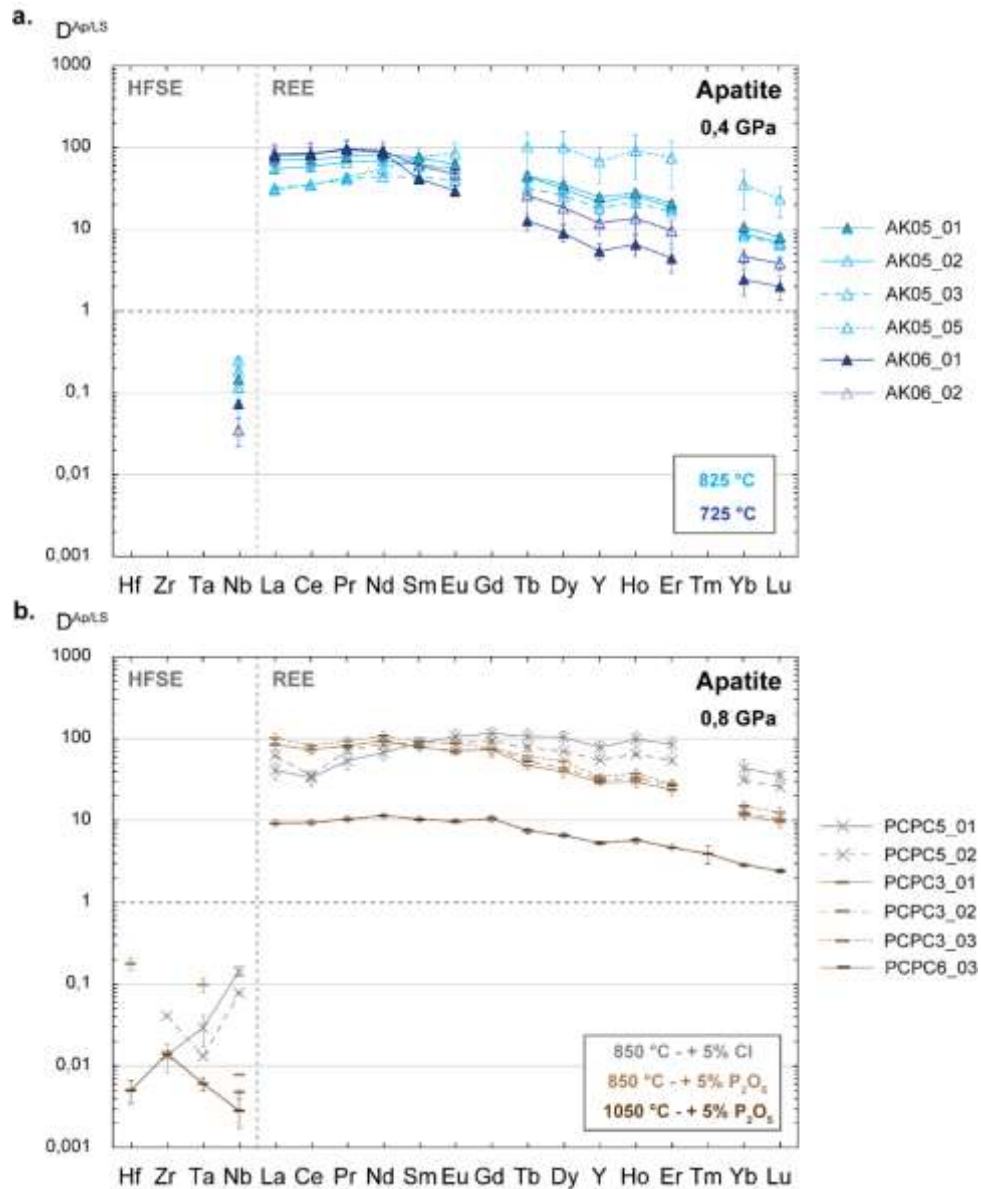 a.
D^Ap/LS
1000
100
10
1
0,1
0,01
0,001
HFSE
REE
Apatite
0,4 GPa
825 °C
725 °C
Hf Zr Ta Nb La Ce Pr Nd Sm Eu Gd Tb Dy Y Ho Er Tm Yb Lu
AK05_01
AK05_02
AK05_03
AK05_05
AK06_01
AK06_02
b.
D^Ap/LS
1000
100
10
1
0,1
0,01
0,001
HFSE
REE
Apatite
0,8 GPa
850 °C - + 5% Cl
850 °C - + 5% P₂O₅
1050 °C - + 5% P₂O₅
Hf Zr Ta Nb La Ce Pr Nd Sm Eu Gd Tb Dy Y Ho Er Tm Yb Lu
PCPC5_01
PCPC5_02
PCPC3_01
PCPC3_02
PCPC3_03
PCPC6_03